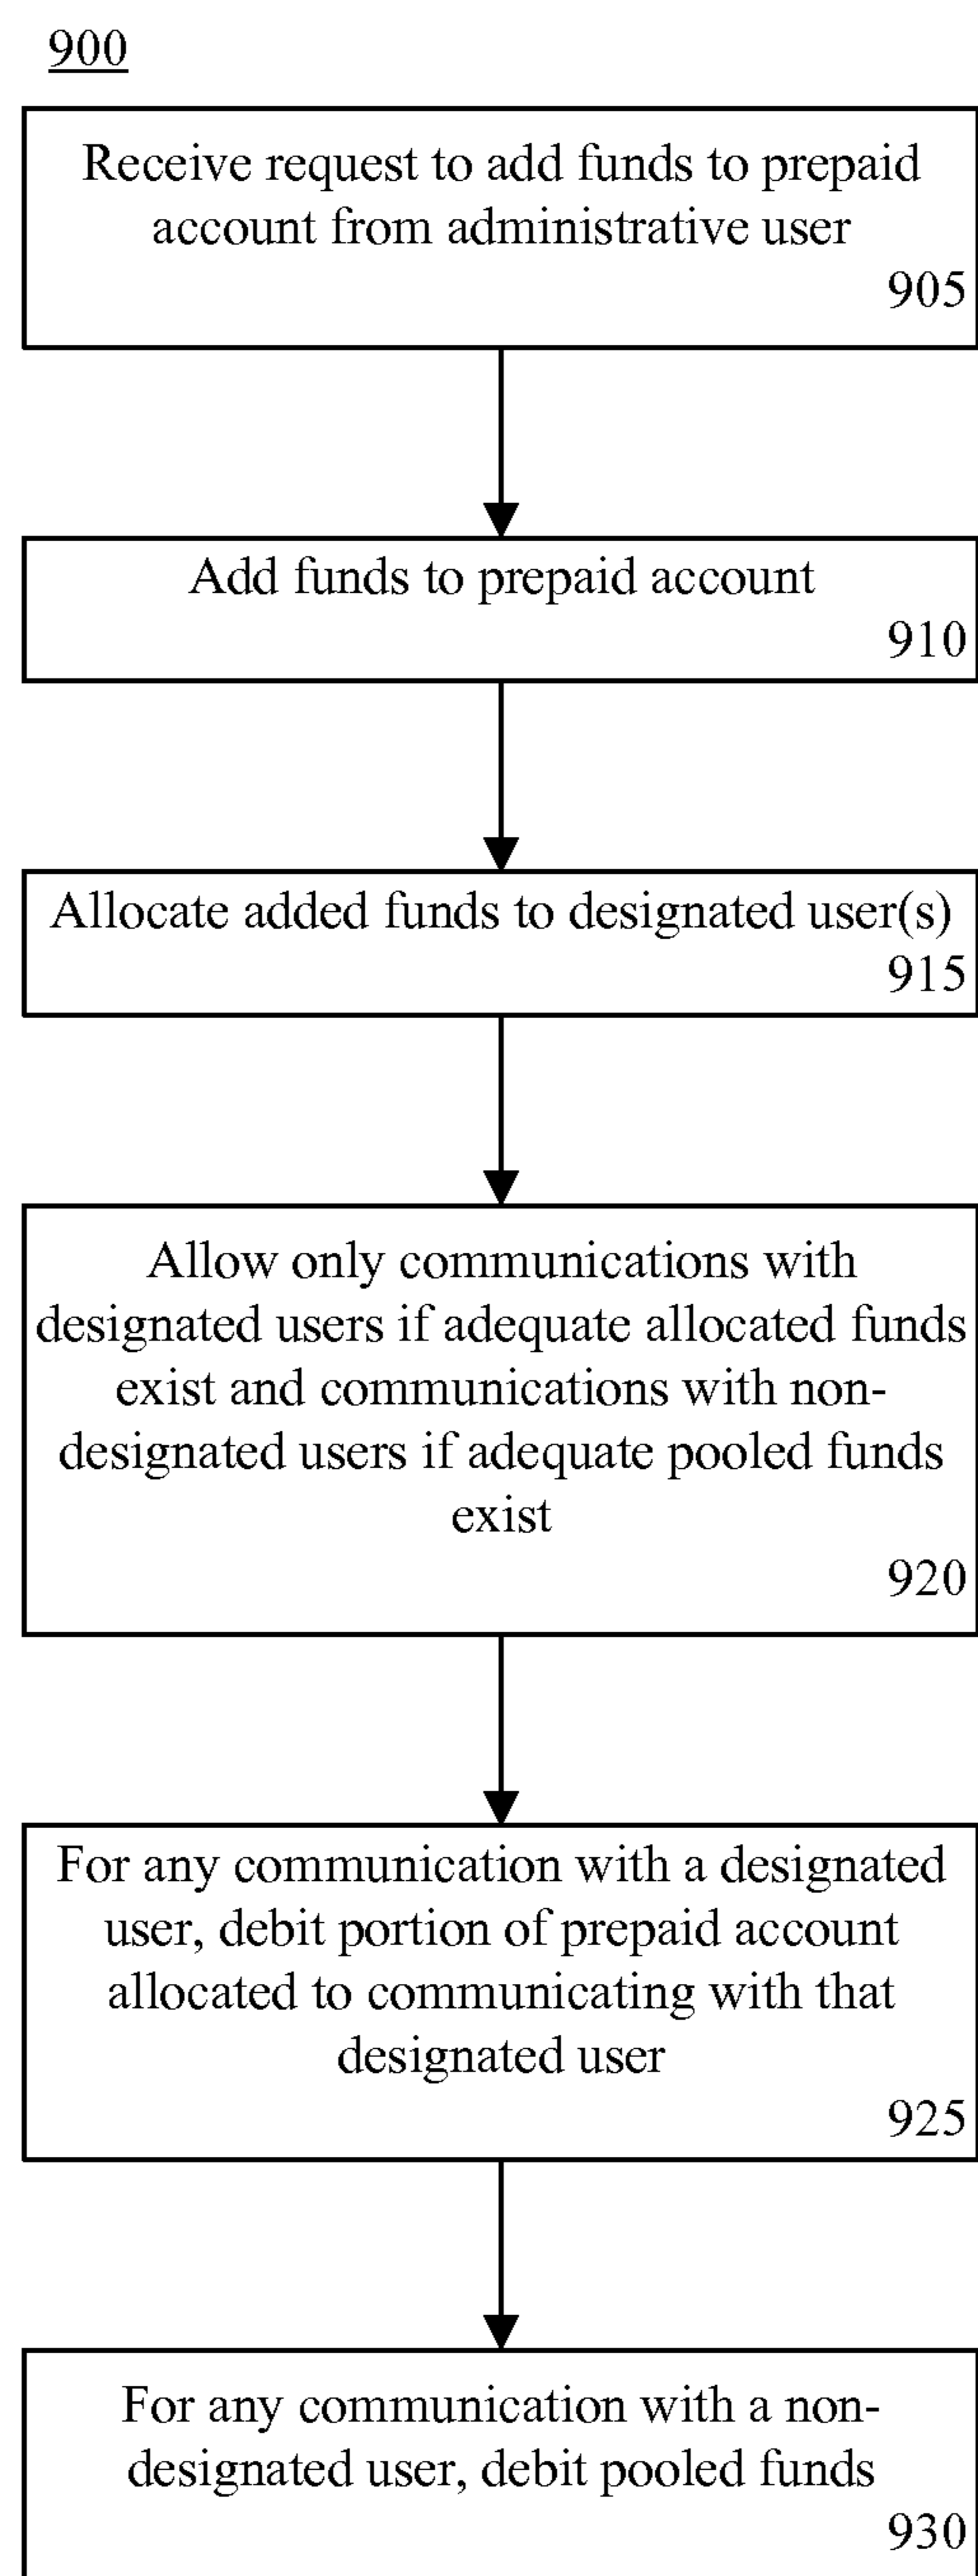 900
Receive request to add funds to prepaid
account from administrative user
905
Add funds to prepaid account
910
Allocate added funds to designated user(s)
915
Allow only communications with
designated users if adequate allocated funds
exist and communications with non-
designated users if adequate pooled funds
exist
920
For any communication with a designated
user, debit portion of prepaid account
allocated to communicating with that
designated user
925
For any communication with a non-
designated user, debit pooled funds
930